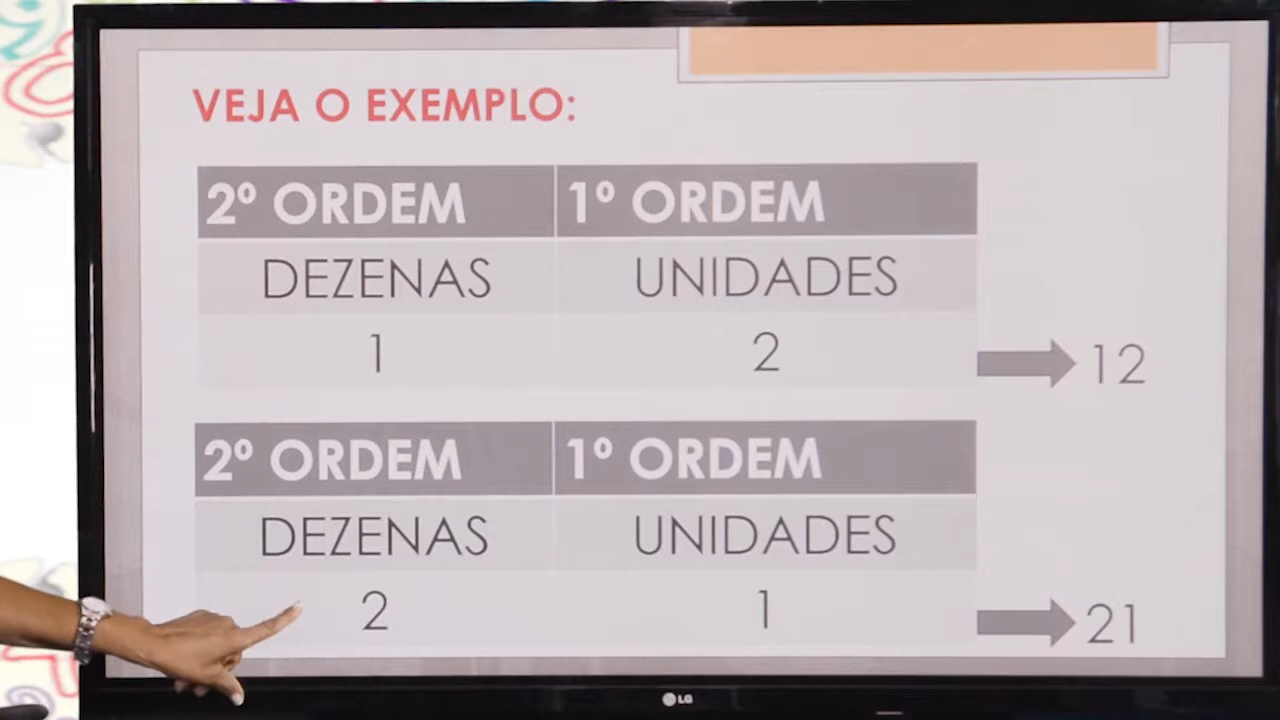 VEJA O EXEMPLO:
2º ORDEM 1º ORDEM
DEZENAS UNIDADES
1 2 12
2º ORDEM 1º ORDEM
DEZENAS UNIDADES
2 1 21
LG